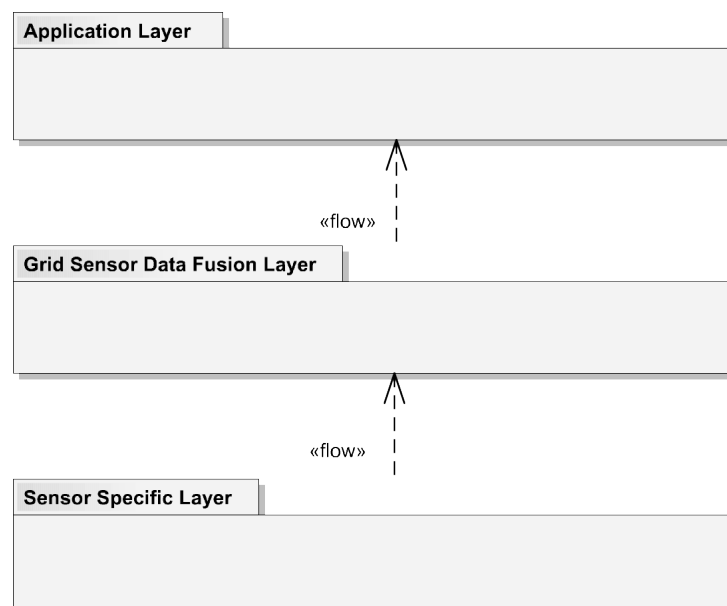 Application Layer
«flow»
Grid Sensor Data Fusion Layer
«flow»
Sensor Specific Layer